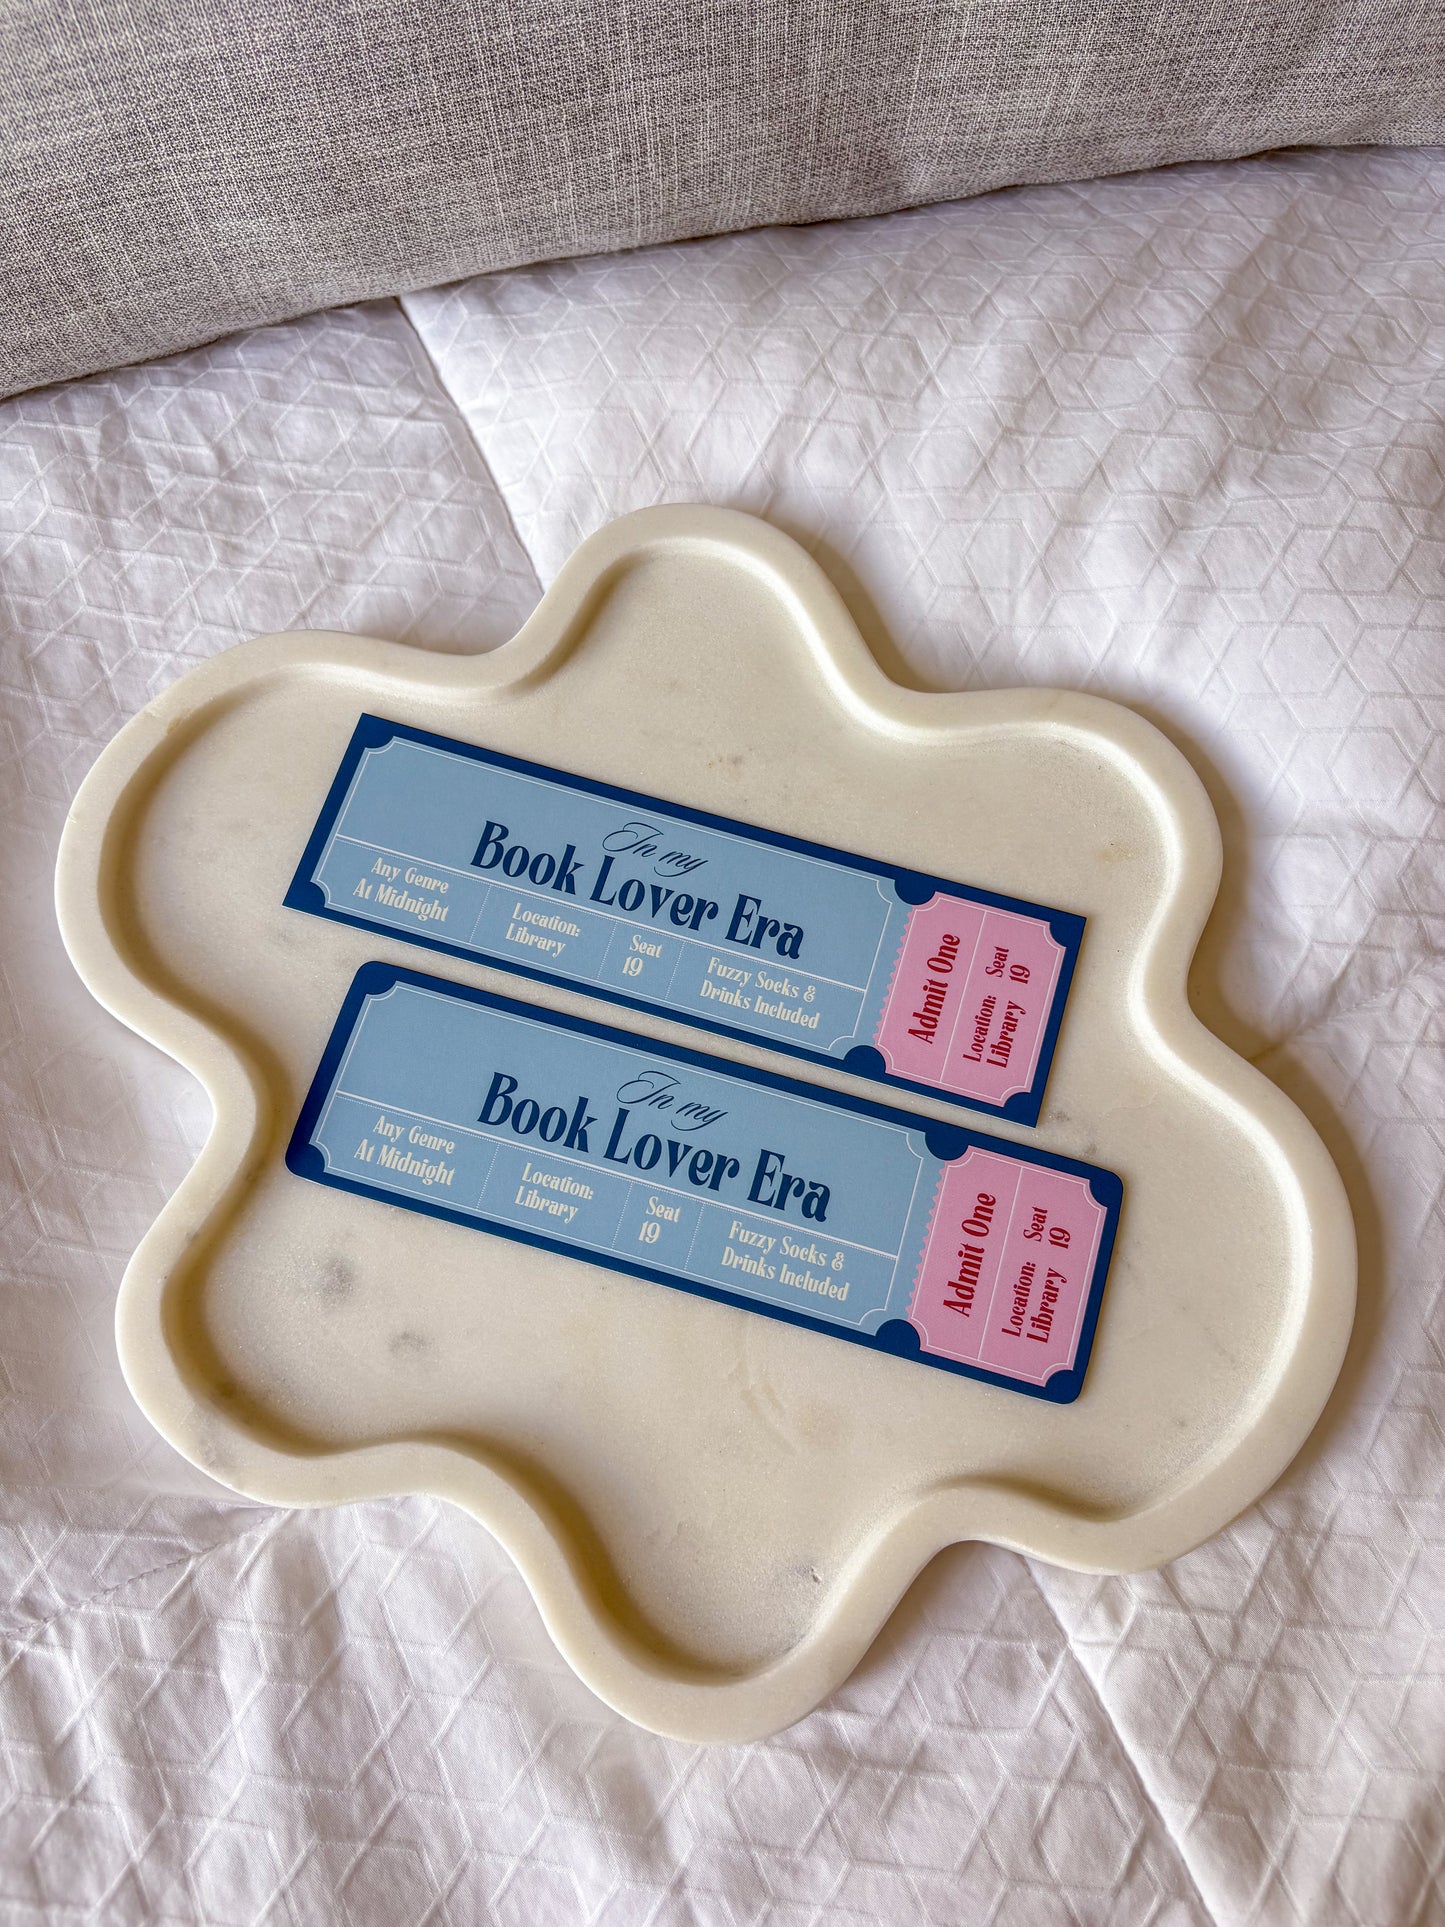 In my
Book Lover Era
Any Genre
At Midnight
Location:
Library
Seat
19
Fuzzy Socks &
Drinks Included
Admit One
Location:
Library
Seat
19
In my
Book Lover Era
Any Genre
At Midnight
Location:
Library
Seat
19
Fuzzy Socks &
Drinks Included
Admit One
Location:
Library
Seat
19